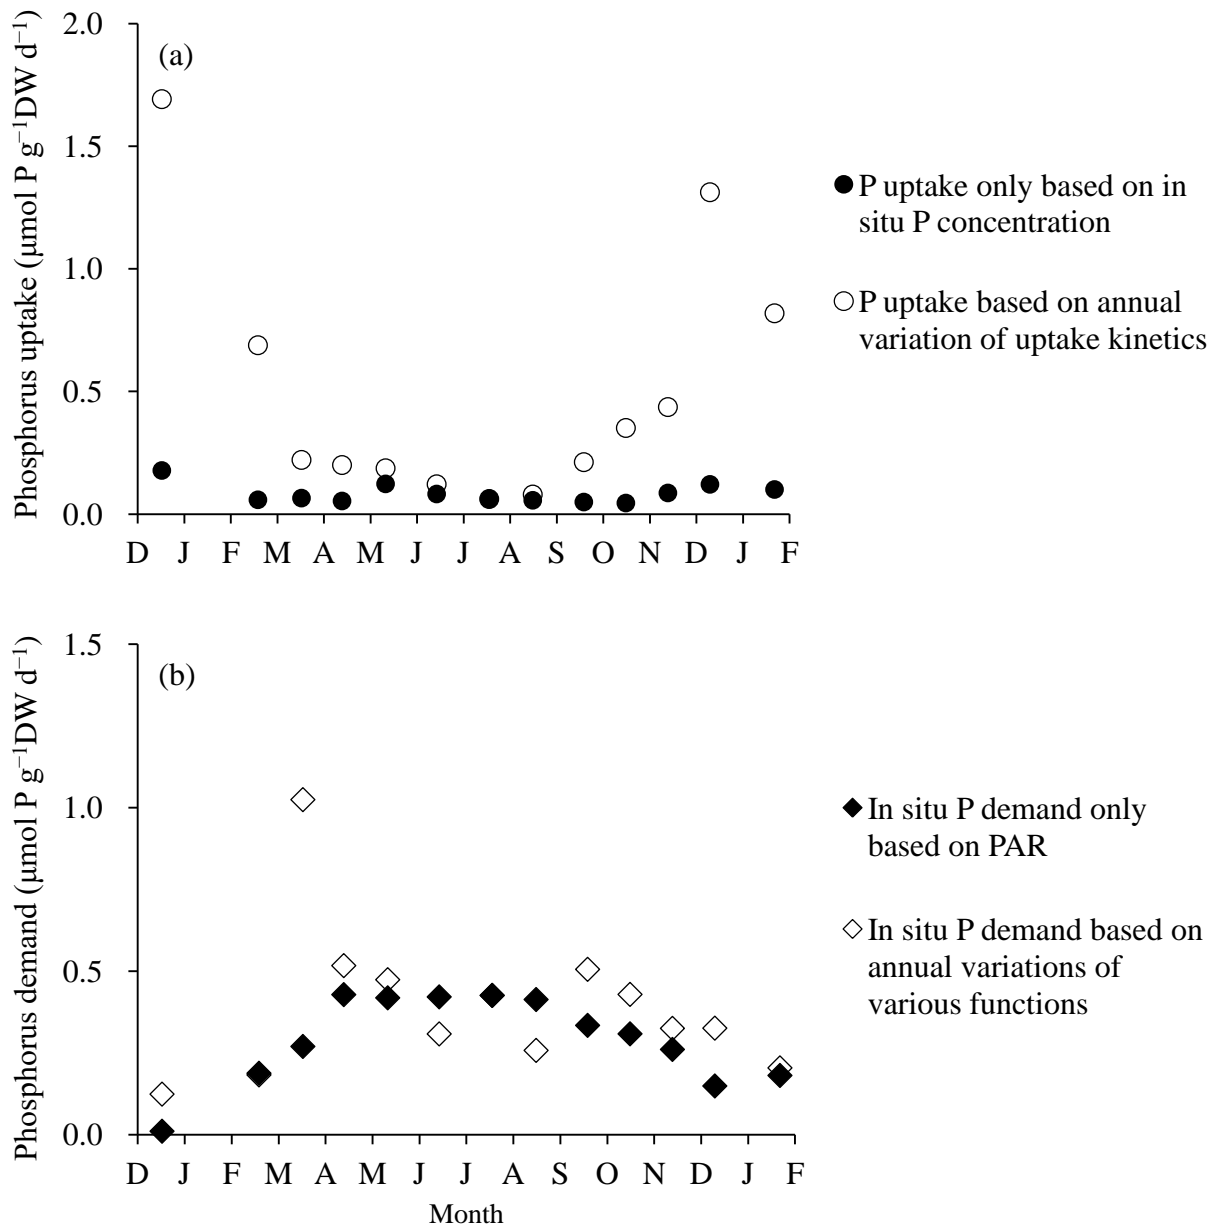 Phosphorus uptake (μmol P g⁻¹DW d⁻¹)
2.0
1.5
1.0
0.5
0.0
(a)
D J F M A M J J A S O N D J F
P uptake only based on in
situ P concentration
P uptake based on annual
variation of uptake kinetics
Phosphorus demand (μmol P g⁻¹DW d⁻¹)
1.5
1.0
0.5
0.0
(b)
D J F M A M J J A S O N D J F
Month
In situ P demand only
based on PAR
In situ P demand based on
annual variations of
various functions